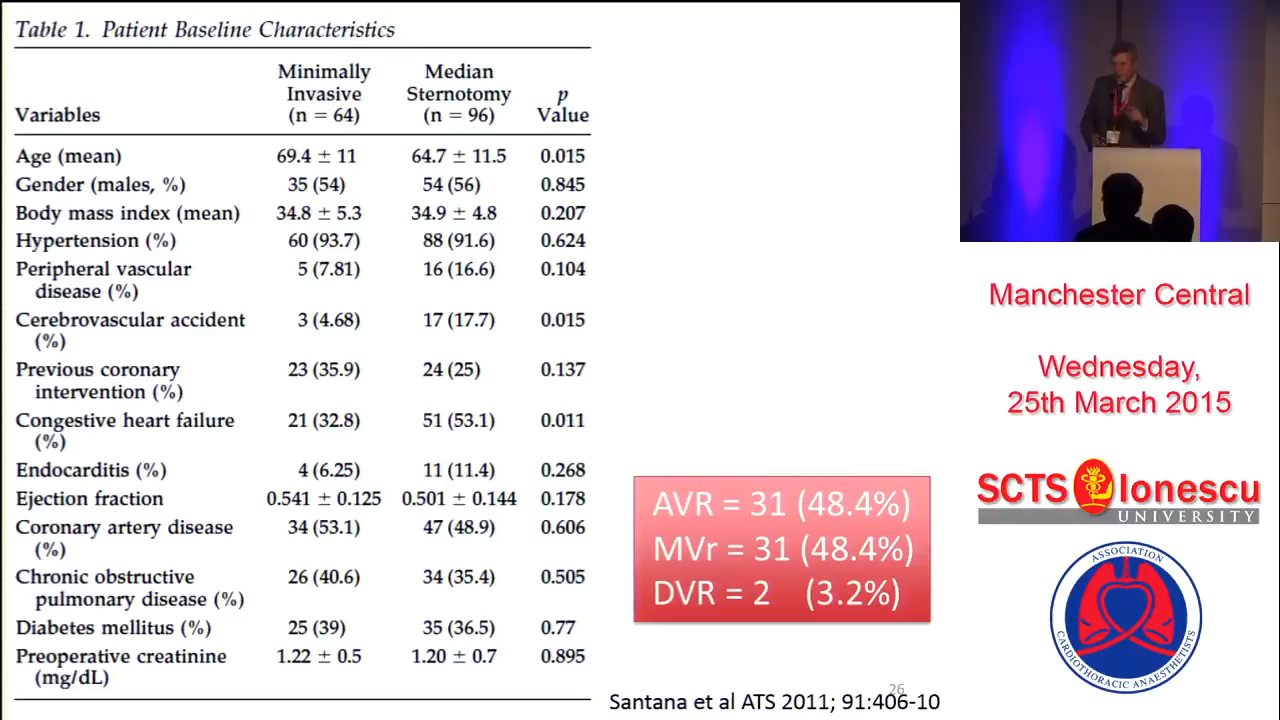 Table 1. Patient Baseline Characteristics
Variables Minimally Invasive (n = 64) Median Sternotomy (n = 96) p Value
Age (mean) 69.4 ± 11 64.7 ± 11.5 0.015
Gender (males, %) 35 (54) 54 (56) 0.845
Body mass index (mean) 34.8 ± 5.3 34.9 ± 4.8 0.207
Hypertension (%) 60 (93.7) 88 (91.6) 0.624
Peripheral vascular 5 (7.81) 16 (16.6) 0.104
disease (%)
Cerebrovascular accident 3 (4.68) 17 (17.7) 0.015
(%)
Previous coronary 23 (35.9) 24 (25) 0.137
intervention (%)
Congestive heart failure 21 (32.8) 51 (53.1) 0.011
(%)
Endocarditis (%) 4 (6.25) 11 (11.4) 0.268
Ejection fraction 0.541 ± 0.125 0.501 ± 0.144 0.178
Coronary artery disease 34 (53.1) 47 (48.9) 0.606
(%)
Chronic obstructive 26 (40.6) 34 (35.4) 0.505
pulmonary disease (%)
Diabetes mellitus (%) 25 (39) 35 (36.5) 0.77
Preoperative creatinine 1.22 ± 0.5 1.20 ± 0.7 0.895
(mg/dL)
AVR = 31 (48.4%)
MVr = 31 (48.4%)
DVR = 2 (3.2%)
26
Santana et al ATS 2011; 91:406-10
Manchester Central
Wednesday,
25th March 2015
SCTS Ionescu
UNIVERSITY
ASSOCIATION
CARDIOTHORACIC ANAESTHETISTS